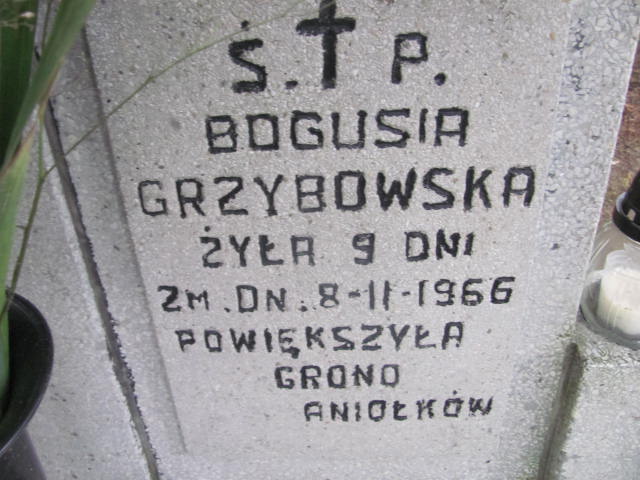 Ś.✝P.
BOGUSIA
GRZYBOWSKA
ŻYŁA 9 DNI
ZM.DN.8-11-1966
POWIĘKSZYŁA
GRONO
ANIOŁKÓW